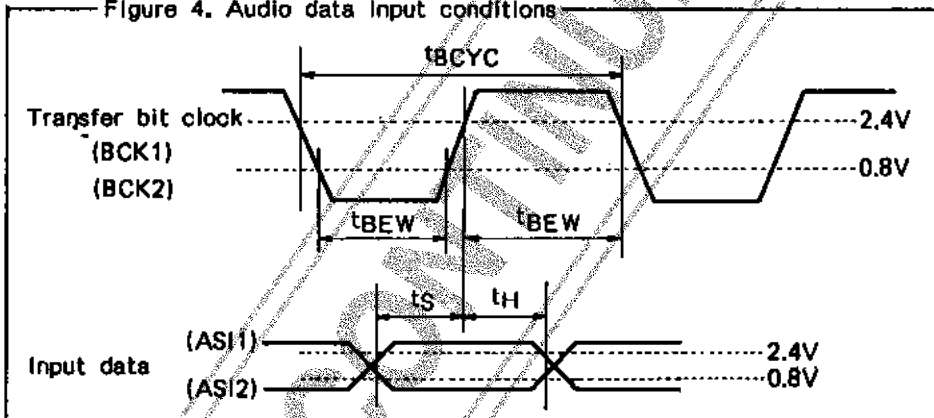 Figure 4. Audio data input conditions
tBCYC
Transfer bit clock
2.4V
(BCK1)
0.8V
(BCK2)
tBEW
tBEW
tS
tH
(ASI1)
2.4V
Input data
0.8V
(ASI2)